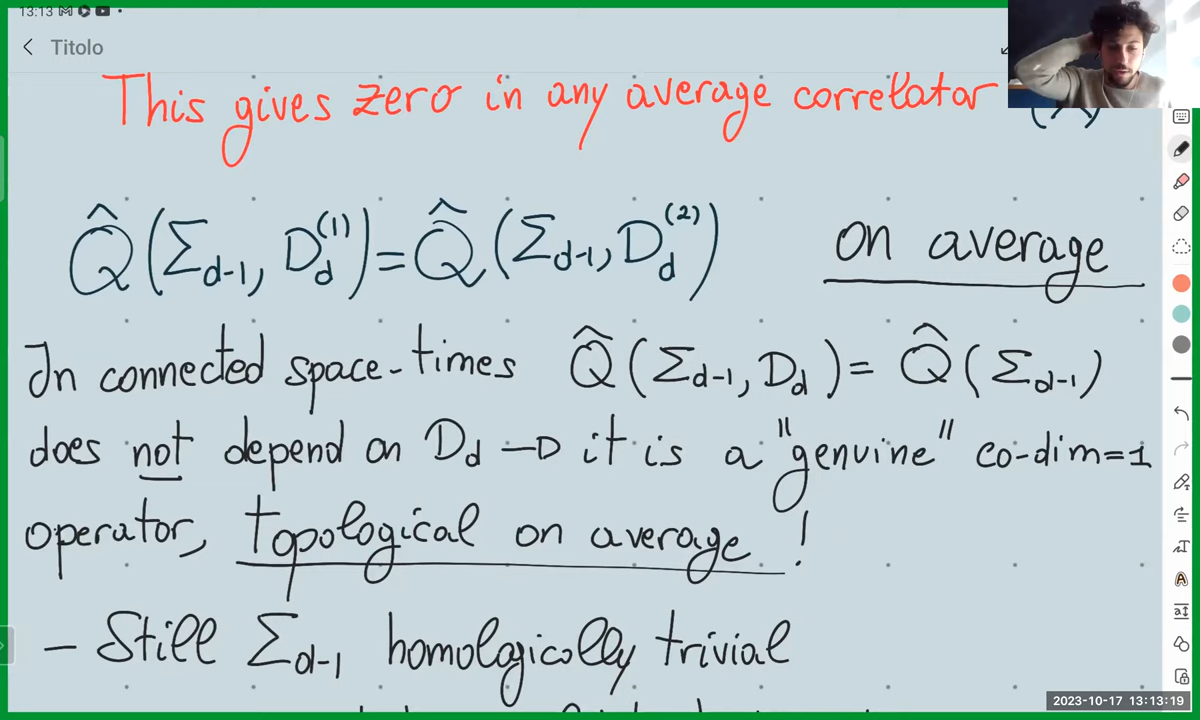 13:13
Titolo
This gives zero in any average correlator
Q̂(Σ_{d-1}, D_d^{(1)}) = Q̂(Σ_{d-1}, D_d^{(2)}) on average
In connected space-times Q̂(Σ_{d-1}, D_d) = Q̂(Σ_{d-1})
does not depend on D_d → it is a "genuine" co-dim=1
operator, topological on average!
- Still Σ_{d-1} homologically trivial
2023-10-17 13:13:19